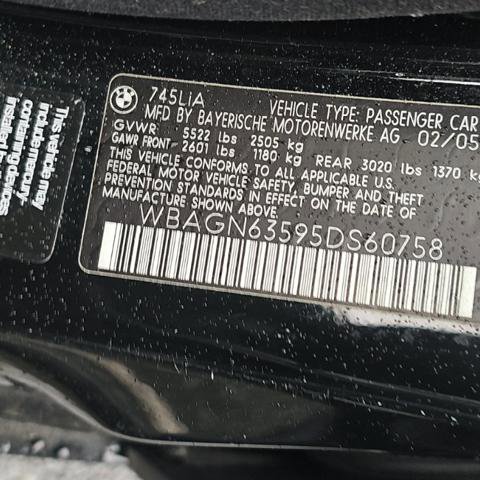 745LiA VEHICLE TYPE: PASSENGER CAR
MFD BY BAYERISCHE MOTORENWERKE AG 02/05
GVWR 5522 lbs 2505 kg
GAWR FRONT 2601 lbs 1180 kg REAR 3020 lbs 1370 kg
THIS VEHICLE CONFORMS TO ALL APPLICABLE U.S.
FEDERAL MOTOR VEHICLE SAFETY, BUMPER AND THEFT
PREVENTION STANDARDS IN EFFECT ON THE DATE OF
MANUFACTURE SHOWN ABOVE.
WBAGN63595DS60758
This vehicle may
include mercury-
containing devices
installed